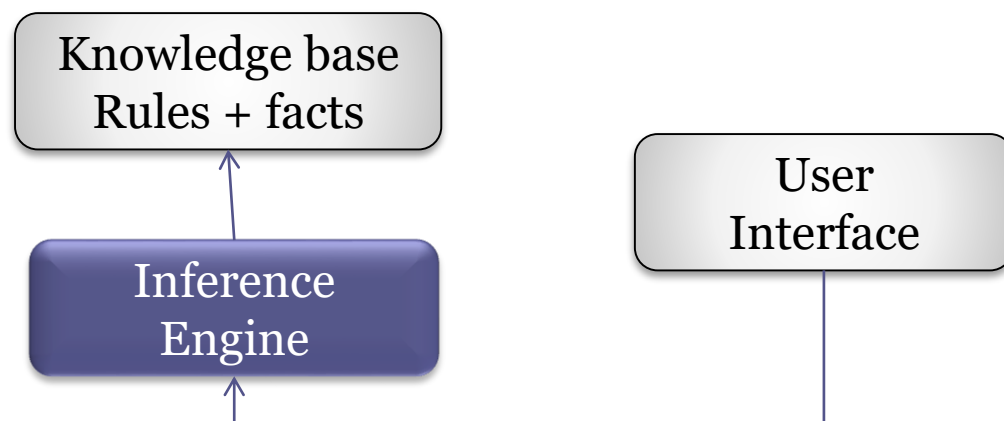 Knowledge base
Rules + facts
User
Interface
Inference
Engine